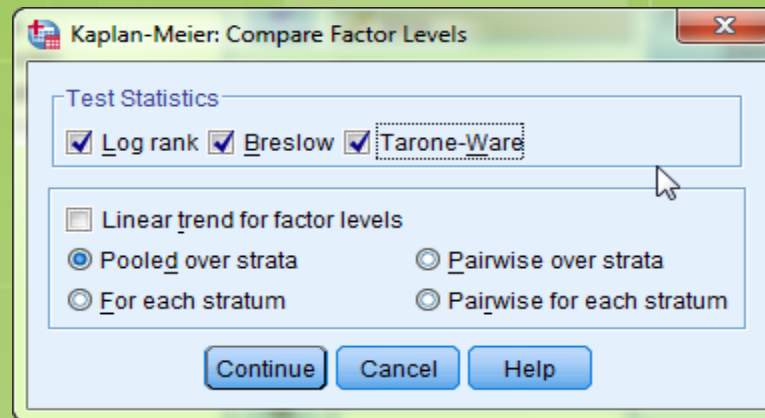 Kaplan-Meier: Compare Factor Levels
Test Statistics
Log rank Breslow Tarone-Ware
Linear trend for factor levels
Pooled over strata Pairwise over strata
For each stratum Pairwise for each stratum
Continue Cancel Help